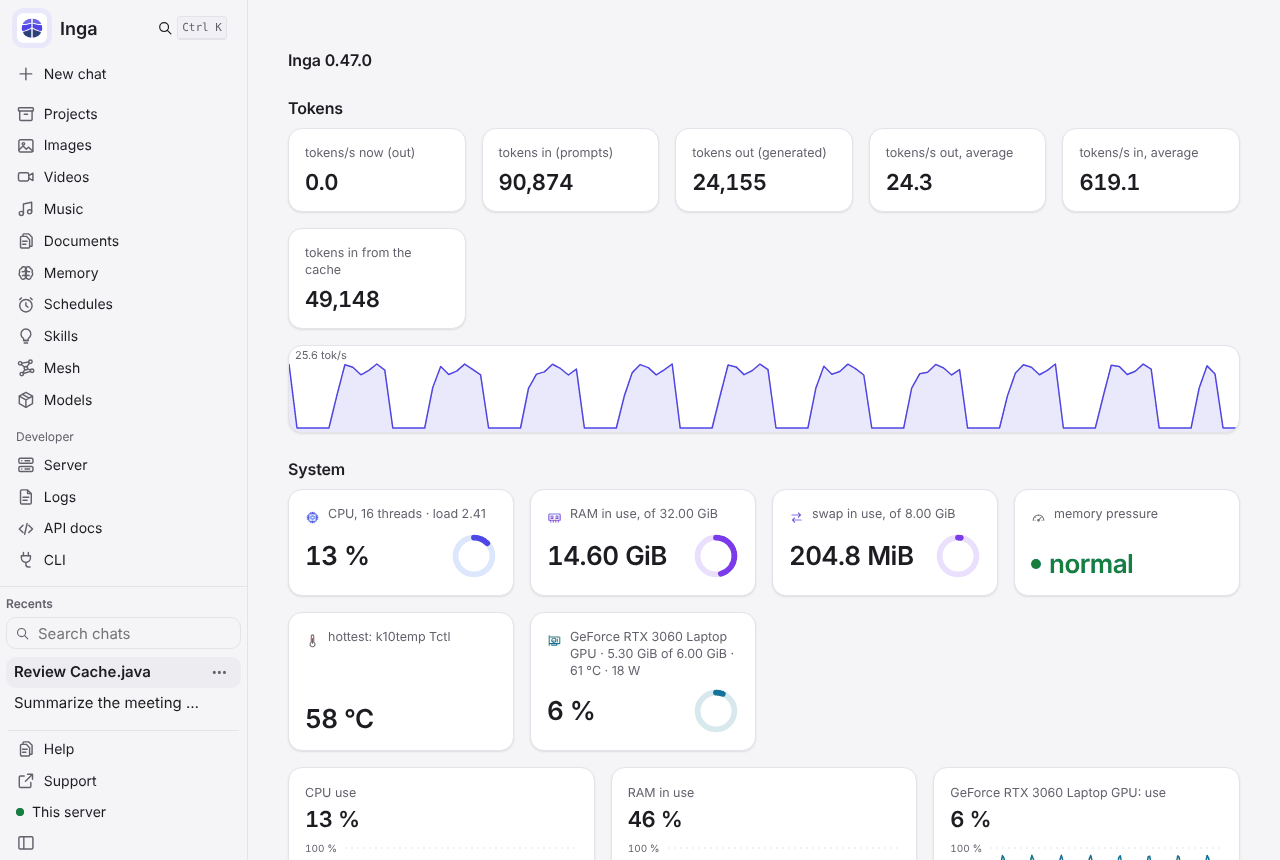 Inga
Ctrl K
New chat
Projects
Images
Videos
Music
Documents
Memory
Schedules
Skills
Mesh
Models
Developer
Server
Logs
API docs
CLI
Recents
Search chats
Review Cache.java
Summarize the meeting ...
Help
Support
This server
Inga 0.47.0
Tokens
tokens/s now (out)
0.0
tokens in (prompts)
90,874
tokens out (generated)
24,155
tokens/s out, average
24.3
tokens/s in, average
619.1
tokens in from the
cache
49,148
25.6 tok/s
System
CPU, 16 threads · load 2.41
13 %
RAM in use, of 32.00 GiB
14.60 GiB
swap in use, of 8.00 GiB
204.8 MiB
memory pressure
normal
hottest: k10temp Tctl
58 °C
GeForce RTX 3060 Laptop
GPU · 5.30 GiB of 6.00 GiB ·
61 °C · 18 W
6 %
CPU use
13 %
100 %
RAM in use
46 %
100 %
GeForce RTX 3060 Laptop GPU: use
6 %
100 %